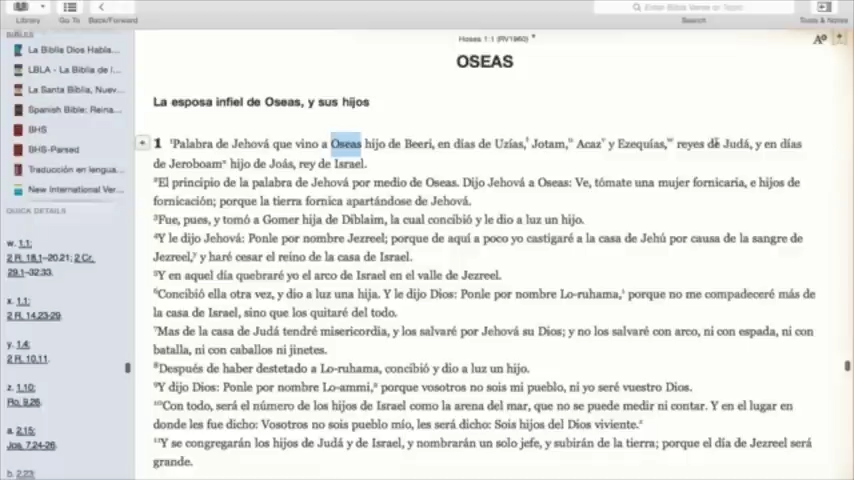 Library
Go To
Back/Forward
Enter Bible Verse or Topic
Search
Tools & Notes
BIBLES
La Biblia Dios Habla...
LBLA - La Biblia de l...
La Santa Biblia, Nuev...
Spanish Bible: Reina...
BHS
BHS-Parsed
Traducción en lengua...
New International Ver...
QUICK DETAILS
w. 1.1:
2 R. 18.1–20.21; 2 Cr.
29.1–32.33.
x. 1.1:
2 R. 14.23-29.
y. 1.4:
2 R. 10.11.
z. 1.10:
Ro. 9.26.
a. 2.15:
Jos. 7.24-26.
b. 2.23:
Hosea 1:1 (RV1960)
OSEAS
La esposa infiel de Oseas, y sus hijos
1 ¹Palabra de Jehová que vino a Oseas hijo de Beeri, en días de Uzías,ᵗ Jotam,ᵘ Acazᵛ y Ezequías,ʷ reyes de Judá, y en días
de Jeroboamˣ hijo de Joás, rey de Israel.
²El principio de la palabra de Jehová por medio de Oseas. Dijo Jehová a Oseas: Ve, tómate una mujer fornicaria, e hijos de
fornicación; porque la tierra fornica apartándose de Jehová.
³Fue, pues, y tomó a Gomer hija de Diblaim, la cual concibió y le dio a luz un hijo.
⁴Y le dijo Jehová: Ponle por nombre Jezreel; porque de aquí a poco yo castigaré a la casa de Jehú por causa de la sangre de
Jezreel,ʸ y haré cesar el reino de la casa de Israel.
⁵Y en aquel día quebraré yo el arco de Israel en el valle de Jezreel.
⁶Concibió ella otra vez, y dio a luz una hija. Y le dijo Dios: Ponle por nombre Lo-ruhama,¹ porque no me compadeceré más de
la casa de Israel, sino que los quitaré del todo.
⁷Mas de la casa de Judá tendré misericordia, y los salvaré por Jehová su Dios; y no los salvaré con arco, ni con espada, ni con
batalla, ni con caballos ni jinetes.
⁸Después de haber destetado a Lo-ruhama, concibió y dio a luz un hijo.
⁹Y dijo Dios: Ponle por nombre Lo-ammi,² porque vosotros no sois mi pueblo, ni yo seré vuestro Dios.
¹⁰Con todo, será el número de los hijos de Israel como la arena del mar, que no se puede medir ni contar. Y en el lugar en
donde les fue dicho: Vosotros no sois pueblo mío, les será dicho: Sois hijos del Dios viviente.ᶻ
¹¹Y se congregarán los hijos de Judá y de Israel, y nombrarán un solo jefe, y subirán de la tierra; porque el día de Jezreel será
grande.